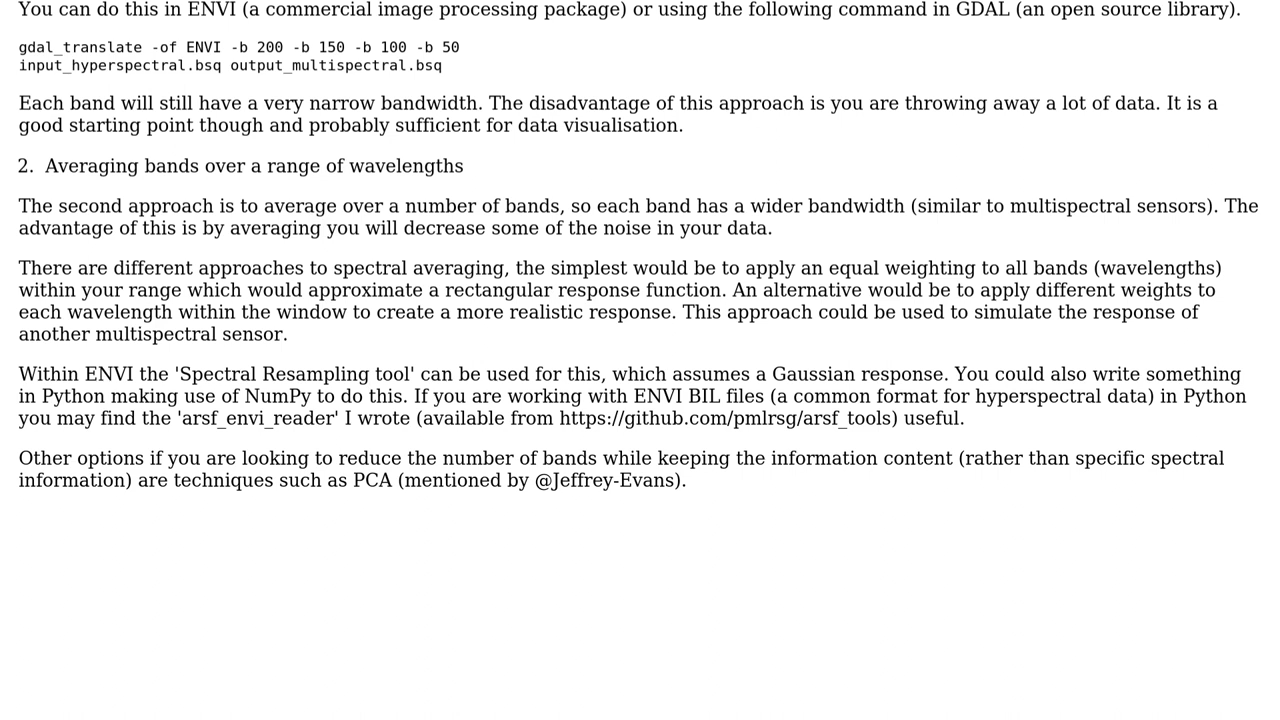 You can do this in ENVI (a commercial image processing package) or using the following command in GDAL (an open source library).
gdal_translate -of ENVI -b 200 -b 150 -b 100 -b 50
input_hyperspectral.bsq output_multispectral.bsq
Each band will still have a very narrow bandwidth. The disadvantage of this approach is you are throwing away a lot of data. It is a
good starting point though and probably sufficient for data visualisation.
2. Averaging bands over a range of wavelengths
The second approach is to average over a number of bands, so each band has a wider bandwidth (similar to multispectral sensors). The
advantage of this is by averaging you will decrease some of the noise in your data.
There are different approaches to spectral averaging, the simplest would be to apply an equal weighting to all bands (wavelengths)
within your range which would approximate a rectangular response function. An alternative would be to apply different weights to
each wavelength within the window to create a more realistic response. This approach could be used to simulate the response of
another multispectral sensor.
Within ENVI the 'Spectral Resampling tool' can be used for this, which assumes a Gaussian response. You could also write something
in Python making use of NumPy to do this. If you are working with ENVI BIL files (a common format for hyperspectral data) in Python
you may find the 'arsf_envi_reader' I wrote (available from https://github.com/pmlrsg/arsf_tools) useful.
Other options if you are looking to reduce the number of bands while keeping the information content (rather than specific spectral
information) are techniques such as PCA (mentioned by @Jeffrey-Evans).